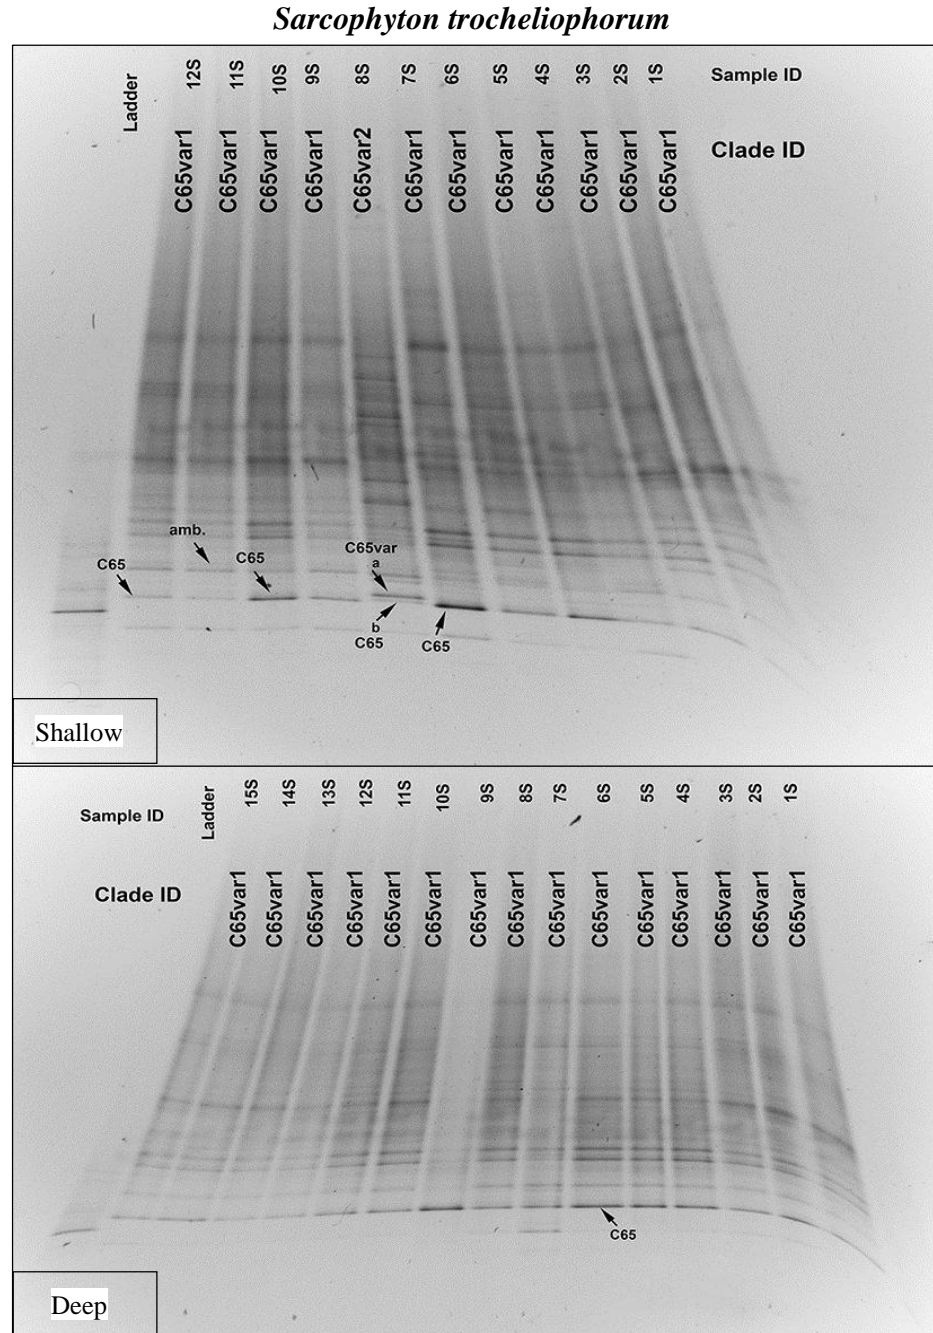 Sarcophyton trocheliophorum
Ladder 12S 11S 10S 9S 8S 7S 6S 5S 4S 3S 2S 1S Sample ID
C65var1 C65var1 C65var1 C65var1 C65var2 C65var1 C65var1 C65var1 C65var1 C65var1 C65var1 C65var1 Clade ID
amb.
C65var
C65 C65 a
b
C65 C65
Shallow
Sample ID Ladder 15S 14S 13S 12S 11S 10S 9S 8S 7S 6S 5S 4S 3S 2S 1S
Clade ID C65var1 C65var1 C65var1 C65var1 C65var1 C65var1 C65var1 C65var1 C65var1 C65var1 C65var1 C65var1 C65var1 C65var1 C65var1
C65
Deep